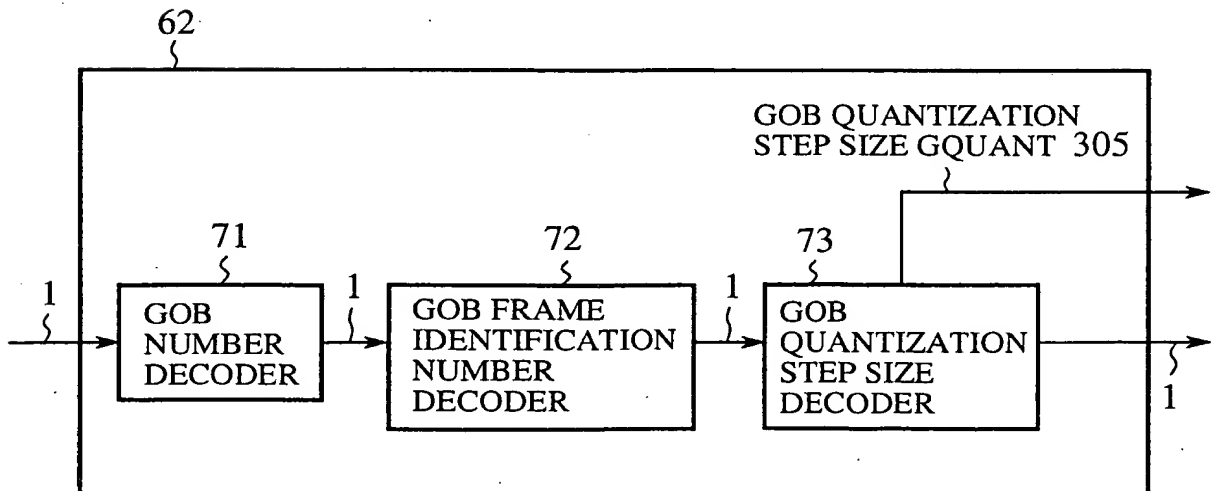 62
GOB QUANTIZATION
STEP SIZE GQUANT 305
71
72
73
1
1
1
GOB
NUMBER
DECODER
GOB FRAME
IDENTIFICATION
NUMBER
DECODER
GOB
QUANTIZATION
STEP SIZE
DECODER
1